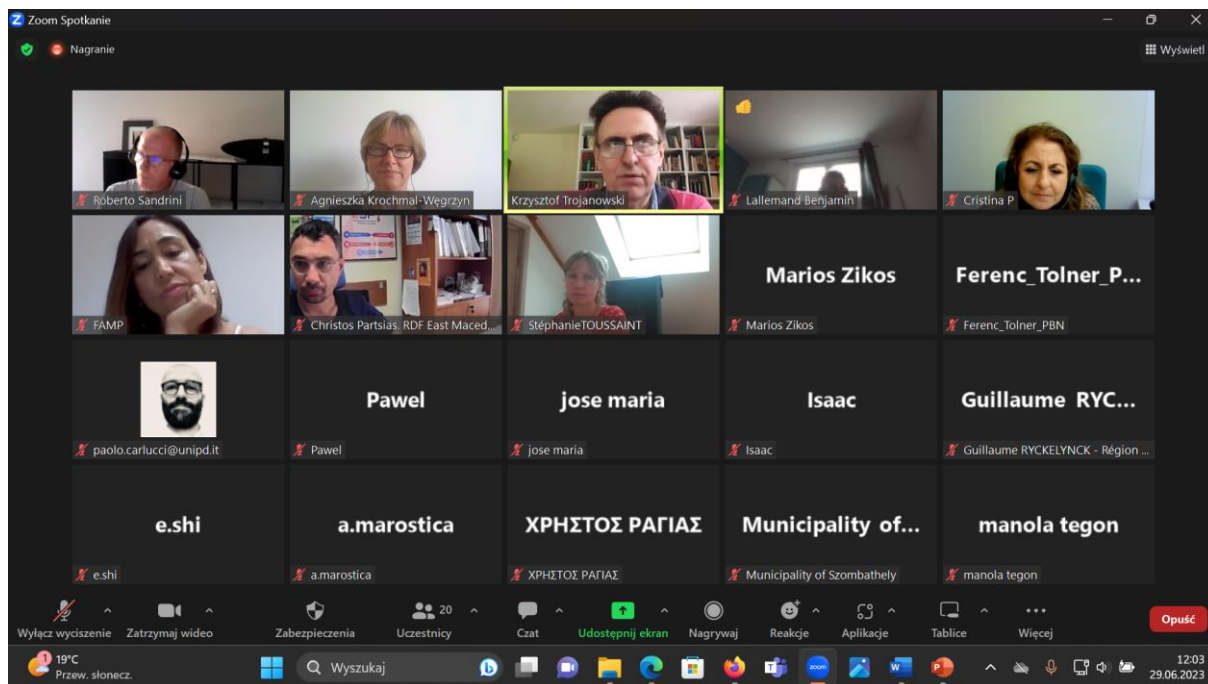 Zoom Spotkanie
Nagranie
Wyświetl
Roberto Sandrini
Agnieszka Krochmal-Węgrzyn
Krzysztof Trojanowski
Lallemand Benjamin
Cristina P
FAMP
Christos Partsias. RDF East Maced...
StéphanieTOUSSAINT
Marios Zikos
Marios Zikos
Ferenc_Tolner_P...
Ferenc_Tolner_PBN
paolo.carlucci@unipd.it
Pawel
Pawel
jose maria
jose maria
Isaac
Isaac
Guillaume RYC...
Guillaume RYCKELYNCK - Région ...
e.shi
e.shi
a.marostica
a.marostica
ΧΡΗΣΤΟΣ ΡΑΓΙΑΣ
ΧΡΗΣΤΟΣ ΡΑΓΙΑΣ
Municipality of...
Municipality of Szombathely
manola tegon
manola tegon
Wyłącz wyciszenie
Zatrzymaj wideo
Zabezpieczenia
20
Uczestnicy
Czat
Udostępnij ekran
Nagrywaj
Reakcje
Aplikacje
Tablice
Więcej
Opuść
1
19°C
Przew. słonecz.
Wyszukaj
zoom
12:03
29.06.2023